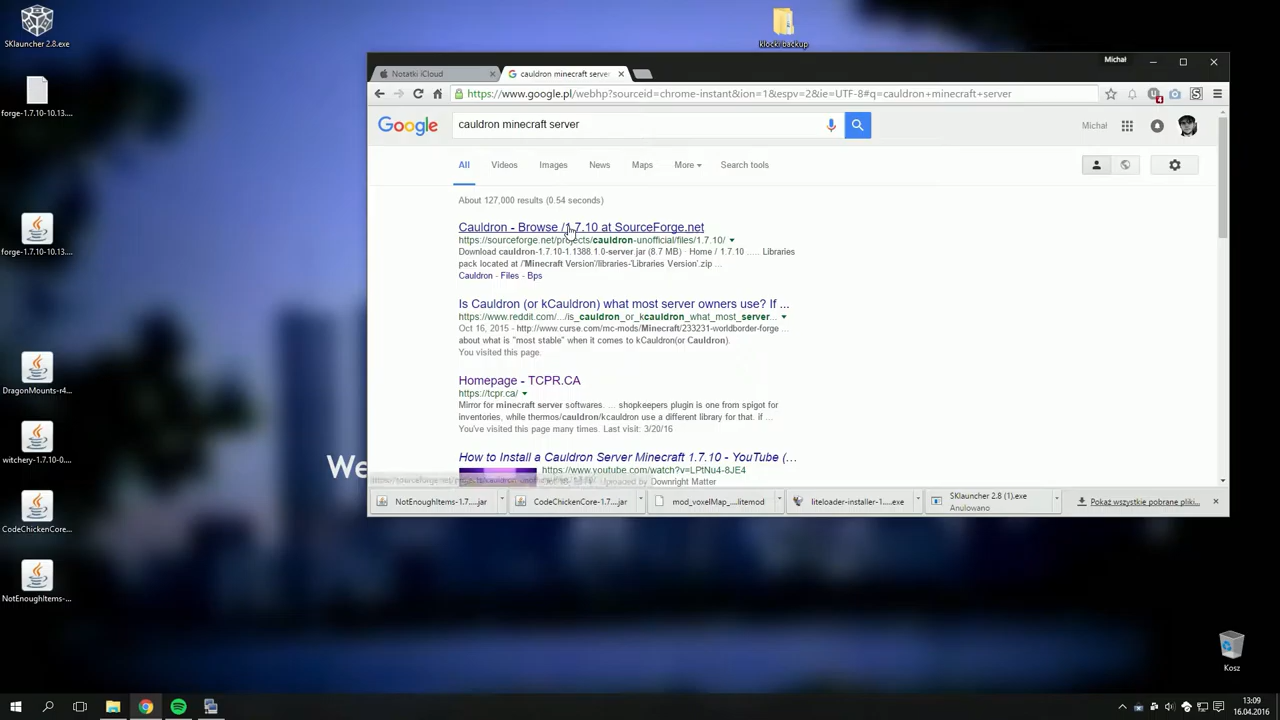 SKlauncher 2.8.exe
forge-1.7.10-10.13....
forge-1.7.10-10.13....
DragonMounts-r4...
witchery-1.7.10-0....
CodeChickenCore...
NotEnoughItems-...
klocki backup
We
Kosz
Notatki iCloud
cauldron minecraft server
Michał
https://www.google.pl/webhp?sourceid=chrome-instant&ion=1&espv=2&ie=UTF-8#q=cauldron+minecraft+server
4
Google
cauldron minecraft server
Michał
All
Videos
Images
News
Maps
More
Search tools
About 127,000 results (0.54 seconds)
Cauldron - Browse /1.7.10 at SourceForge.net
https://sourceforge.net/projects/cauldron-unofficial/files/1.7.10/
Download cauldron-1.7.10-1.1388.1.0-server jar (8.7 MB) · Home / 1.7.10 ..... Libraries
pack located at /'Minecraft Version'/libraries-'Libraries Version'.zip ...
Cauldron - Files - Bps
Is Cauldron (or kCauldron) what most server owners use? If ...
https://www.reddit.com/.../is_cauldron_or_kcauldron_what_most_server...
Oct 16, 2015 - http://www.curse.com/mc-mods/Minecraft/233231-worldborder-forge ...
about what is "most stable" when it comes to kCauldron(or Cauldron).
You visited this page.
Homepage - TCPR.CA
https://tcpr.ca/
Mirror for minecraft server softwares. ... shopkeepers plugin is one from spigot for
inventories, while thermos/cauldron/kcauldron use a different library for that. if ...
You've visited this page many times. Last visit: 3/20/16
How to Install a Cauldron Server Minecraft 1.7.10 - YouTube (...
https://www.youtube.com/watch?v=LPtNu4-8JE4
Uploaded by Downright Matter
NotEnoughItems-1.7....jar
CodeChickenCore-1.7...jar
mod_voxelMap_...litemod
liteloader-installer-1....exe
SKlauncher 2.8 (1).exe
Anulowano
Pokaż wszystkie pobrane pliki...
13:09
16.04.2016